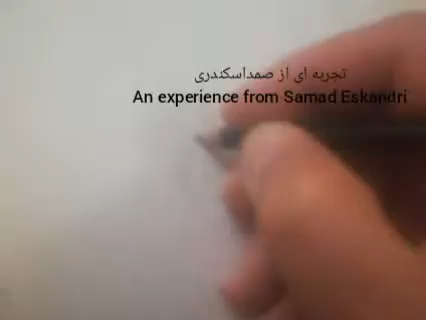 تجربه ای از صمداسکندری
An experience from Samad Eskandri